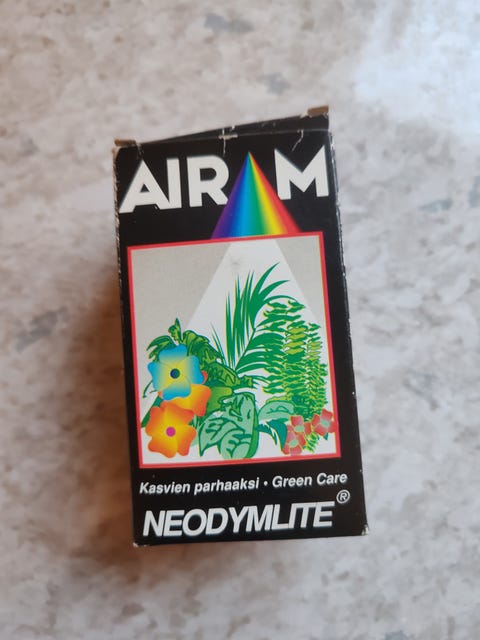 AIRAM
Kasvien parhaaksi • Green Care
NEODYMLITE®